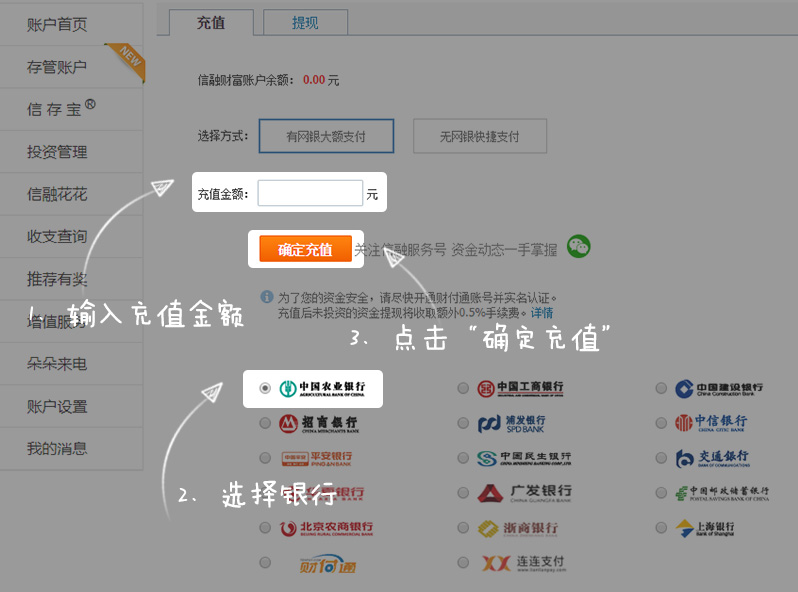 账户首页
存管账户
NEW
信存宝®
投资管理
信融花花
收支查询
推荐有奖
增值服务
朵朵来电
账户设置
我的消息
充值
提现
信融财富账户余额：0.00 元
选择方式：
有网银大额支付
无网银快捷支付
充值金额： 元
确定充值
关注信融服务号 资金动态一手掌握
为了您的资金安全，请尽快开通财付通账号并实名认证。
充值后未投资的资金提现将收取额外0.5%手续费。详情
1、输入充值金额
3、点击“确定充值”
2、选择银行
中国农业银行
AGRICULTURAL BANK OF CHINA
中国工商银行
中国建设银行
China Construction Bank
招商银行
CHINA MERCHANTS BANK
浦发银行
SPD BANK
中信银行
CHINA CITIC BANK
平安银行
PING AN BANK
中国民生银行
CHINA MINSHENG BANKING CORP.,LTD.
交通银行
BANK OF COMMUNICATIONS
银行
广发银行
CHINA GUANGFA BANK
中国邮政储蓄银行
POSTAL SAVINGS BANK OF CHINA
北京农商银行
BEIJING RURAL COMMERCIAL BANK
浙商银行
上海银行
Bank of Shanghai
财付通
连连支付
www.lianlianpay.com